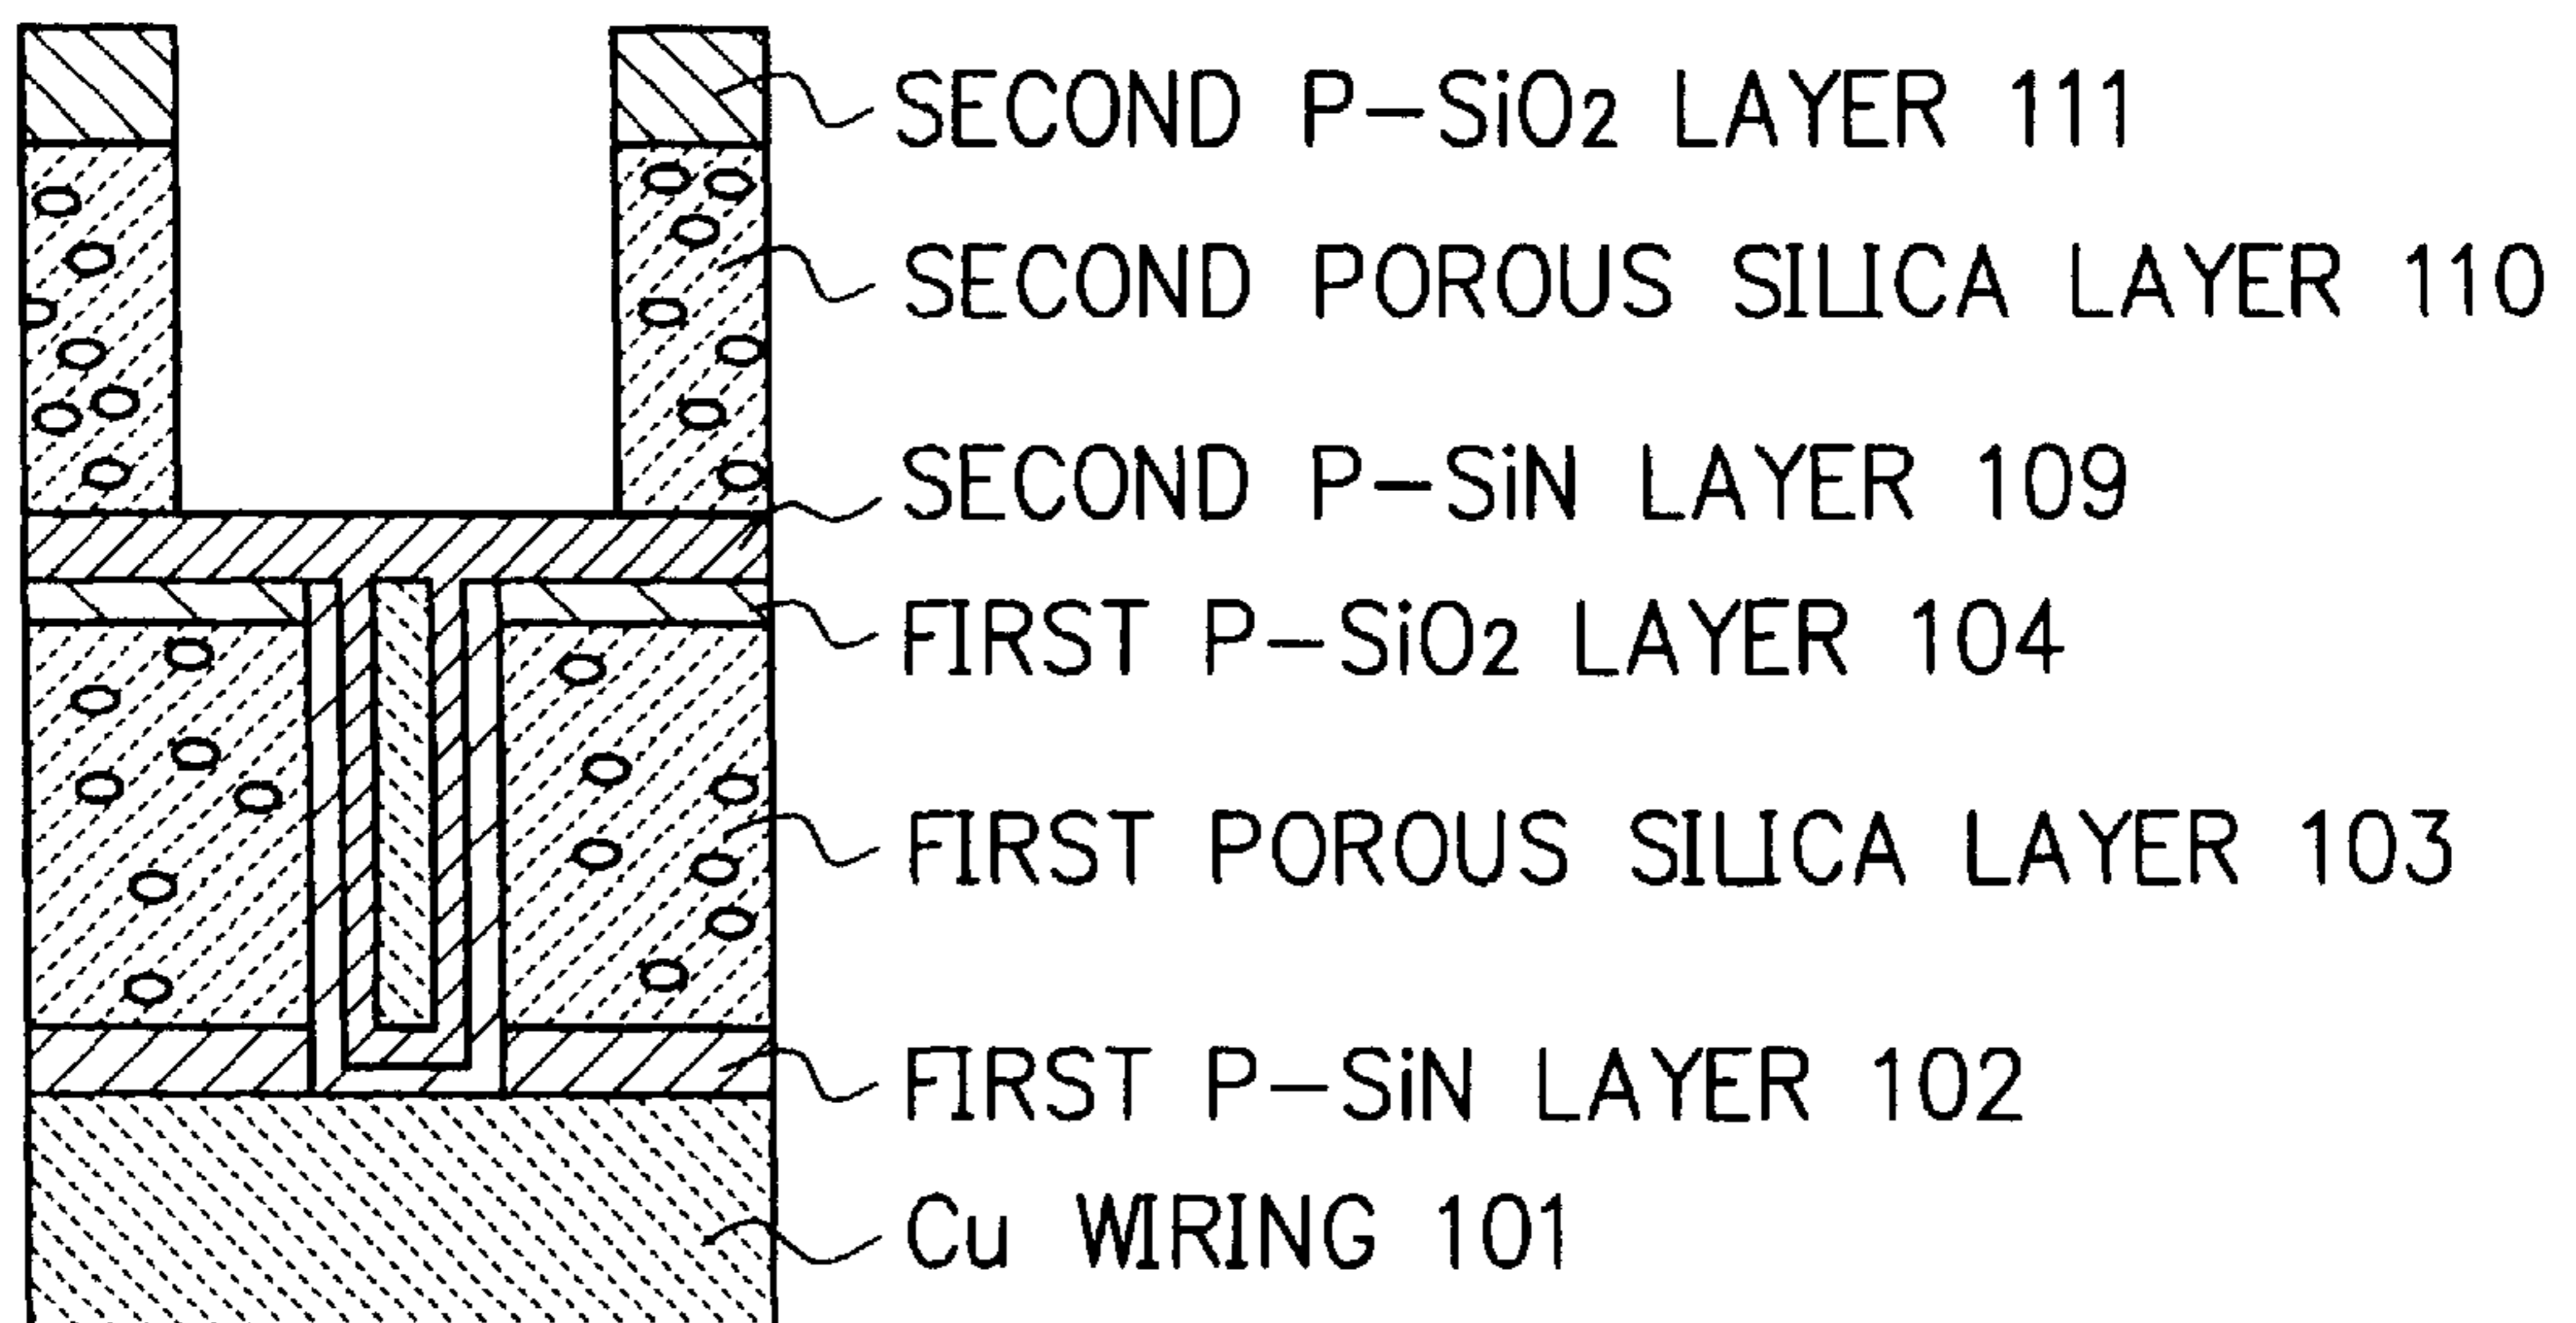 SECOND P-SiO2 LAYER 111
SECOND POROUS SILICA LAYER 110
SECOND P-SiN LAYER 109
FIRST P-SiO2 LAYER 104
FIRST POROUS SILICA LAYER 103
FIRST P-SiN LAYER 102
Cu WIRING 101